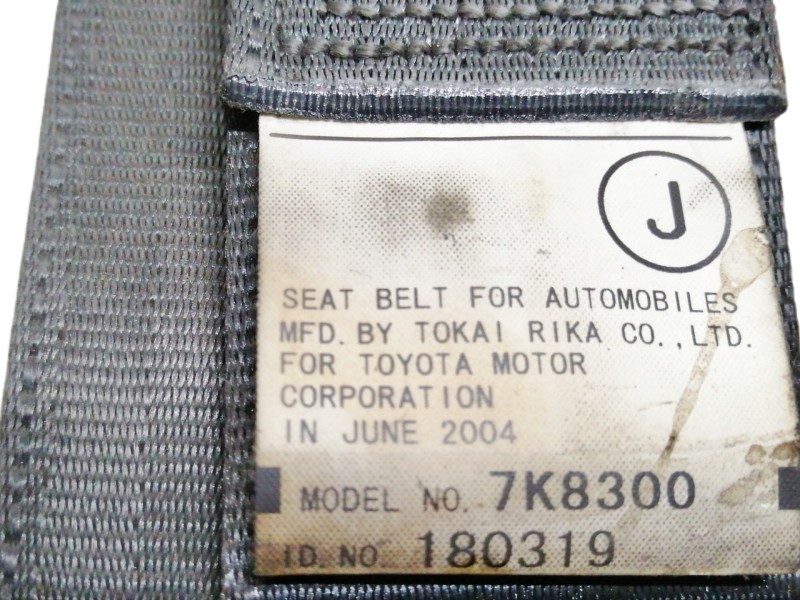 J
SEAT BELT FOR AUTOMOBILES
MFD. BY TOKAI RIKA CO., LTD.
FOR TOYOTA MOTOR
CORPORATION
IN JUNE 2004
MODEL NO. 7K8300
ID. NO. 180319